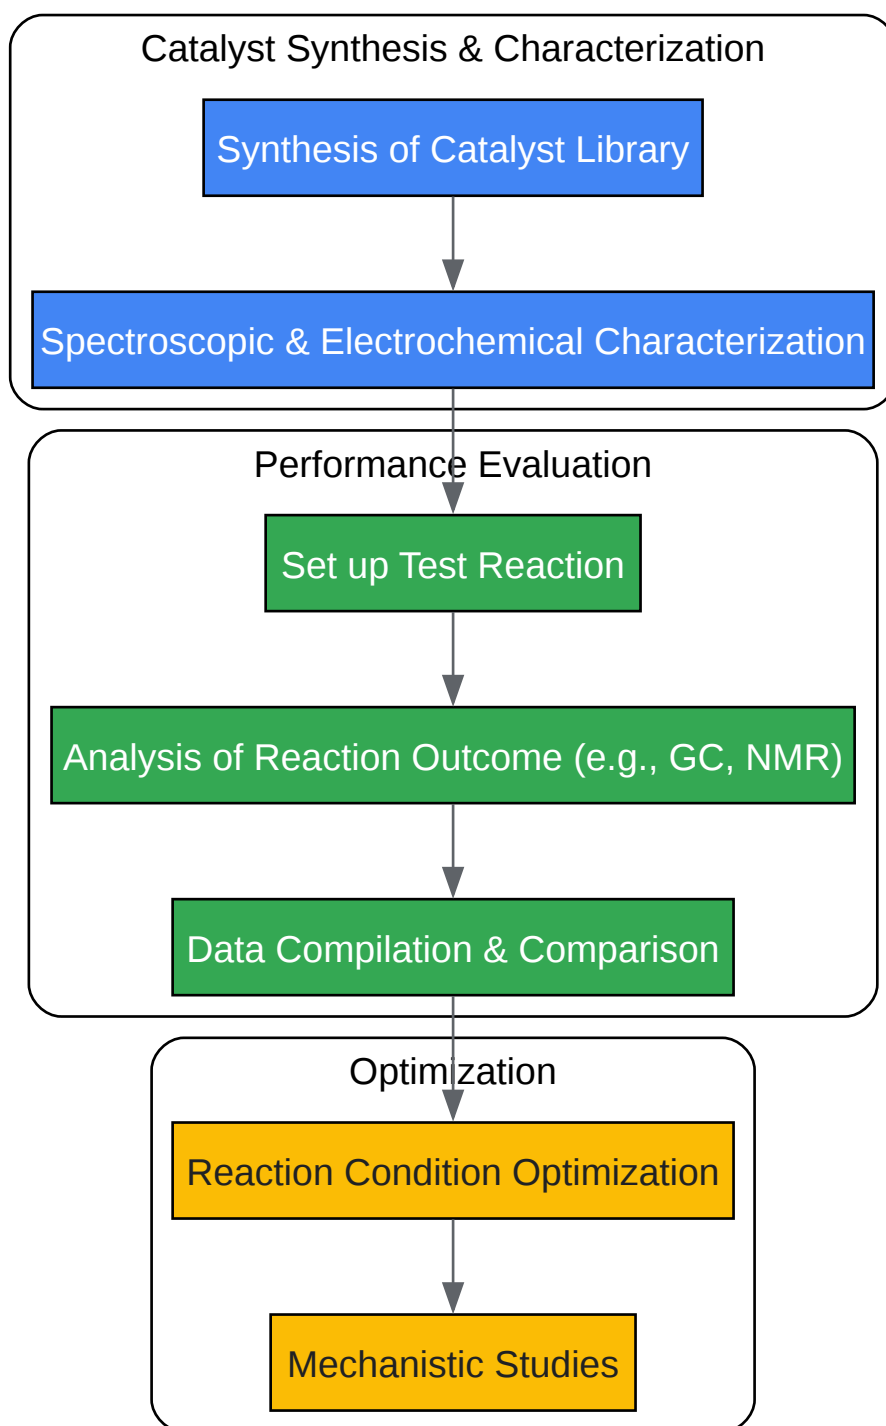 Catalyst Synthesis & Characterization
Synthesis of Catalyst Library
Spectroscopic & Electrochemical Characterization
Performance Evaluation
Set up Test Reaction
Analysis of Reaction Outcome (e.g., GC, NMR)
Data Compilation & Comparison
Optimization
Reaction Condition Optimization
Mechanistic Studies